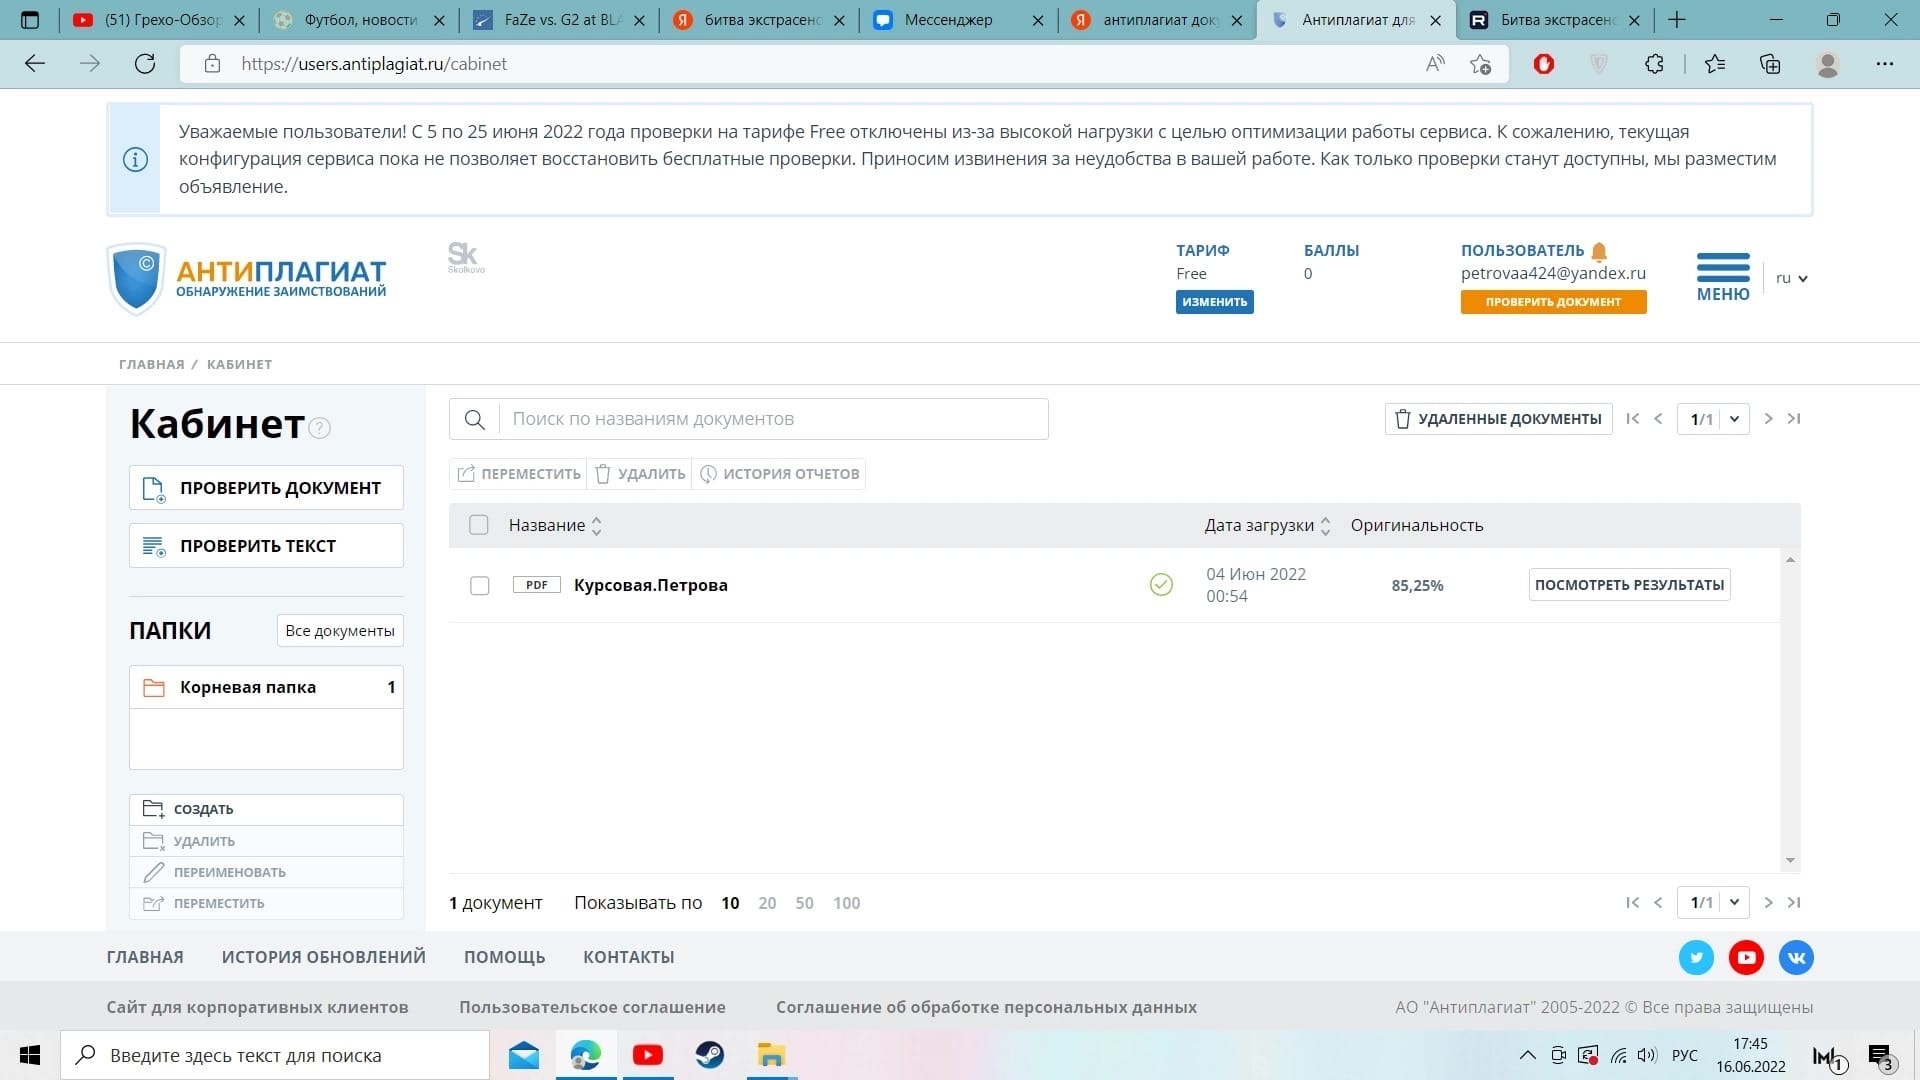 (51) Грехо-Обзор
Футбол, новости
FaZe vs. G2 at BLA
битва экстрасенс
Мессенджер
антиплагиат док
Антиплагиат для
Битва экстрасенс
https://users.antiplagiat.ru/cabinet
Уважаемые пользователи! С 5 по 25 июня 2022 года проверки на тарифе Free отключены из-за высокой нагрузки с целью оптимизации работы сервиса. К сожалению, текущая
конфигурация сервиса пока не позволяет восстановить бесплатные проверки. Приносим извинения за неудобства в вашей работе. Как только проверки станут доступны, мы разместим
объявление.
АНТИПЛАГИАТ
ОБНАРУЖЕНИЕ ЗАИМСТВОВАНИЙ
Sk
Skolkovo
ТАРИФ
Free
ИЗМЕНИТЬ
БАЛЛЫ
0
ПОЛЬЗОВАТЕЛЬ
petrovaa424@yandex.ru
ПРОВЕРИТЬ ДОКУМЕНТ
МЕНЮ
ru
ГЛАВНАЯ / КАБИНЕТ
Кабинет ?
ПРОВЕРИТЬ ДОКУМЕНТ
ПРОВЕРИТЬ ТЕКСТ
ПАПКИ
Все документы
Корневая папка 1
СОЗДАТЬ
УДАЛИТЬ
ПЕРЕИМЕНОВАТЬ
ПЕРЕМЕСТИТЬ
Поиск по названиям документов
УДАЛЕННЫЕ ДОКУМЕНТЫ
1/1
ПЕРЕМЕСТИТЬ УДАЛИТЬ ИСТОРИЯ ОТЧЕТОВ
Название Дата загрузки Оригинальность
PDF Курсовая.Петрова
04 Июн 2022
00:54
85,25%
ПОСМОТРЕТЬ РЕЗУЛЬТАТЫ
1 документ Показывать по 10 20 50 100
1/1
ГЛАВНАЯ ИСТОРИЯ ОБНОВЛЕНИЙ ПОМОЩЬ КОНТАКТЫ
Сайт для корпоративных клиентов Пользовательское соглашение Соглашение об обработке персональных данных АО "Антиплагиат" 2005-2022 © Все права защищены
Введите здесь текст для поиска
РУС
17:45
16.06.2022
1
3